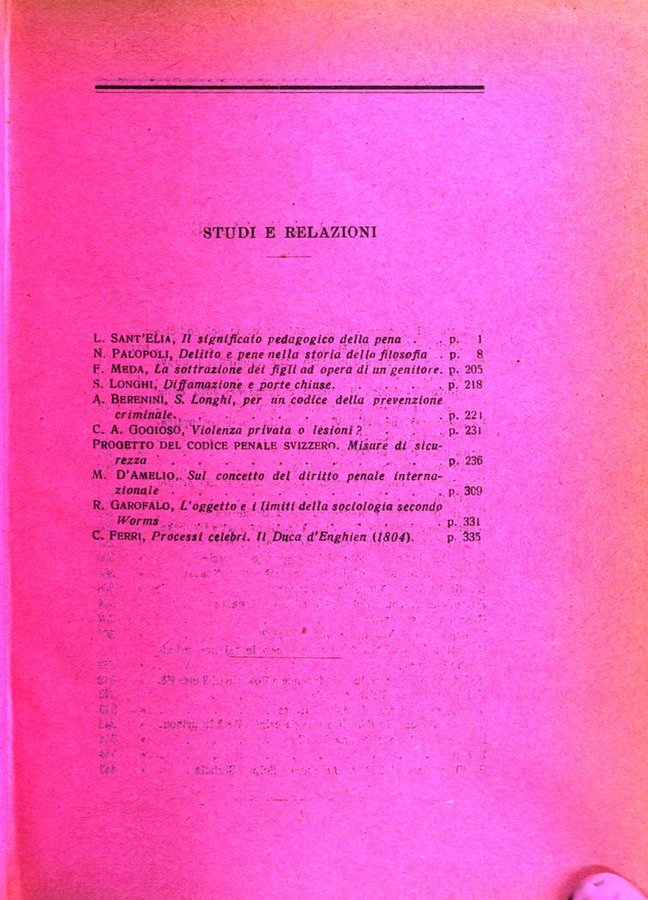 STUDI E RELAZIONI
L. SANT'ELIA, Il significato pedagogico della pena . . . p. 1
N. PALOPOLI, Delitto e pene nella storia della filosofia . p. 8
F. MEDA, La sottrazione dei figli ad opera di un genitore. p. 205
S. LONGHI, Diffamazione e porte chiuse. . . . . . p. 218
A. BERENINI, S. Longhi, per un codice della prevenzione
criminale. . . . . . . . . . . . p. 221
C. A. GOGIOSO, Violenza privata o lesioni? . . . . p. 231
PROGETTO DEL CODICE PENALE SVIZZERO. Misure di sicu-
rezza . . . . . . . . . . . . . p. 236
M. D'AMELIO, Sul concetto del diritto penale interna-
zionale . . . . . . . . . . . . p. 309
R. GAROFALO, L'oggetto e i limiti della sociologia secondo
Worms . . . . . . . . . . . . p. 331
C. FERRI, Processi celebri. Il Duca d'Enghien (1804). p. 335